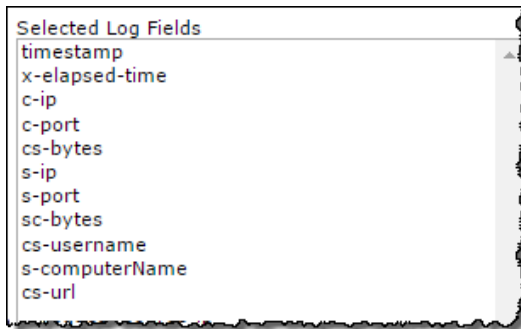 Selected Log Fields
timestamp
x-elapsed-time
c-ip
c-port
cs-bytes
s-ip
s-port
sc-bytes
cs-username
s-computerName
cs-url